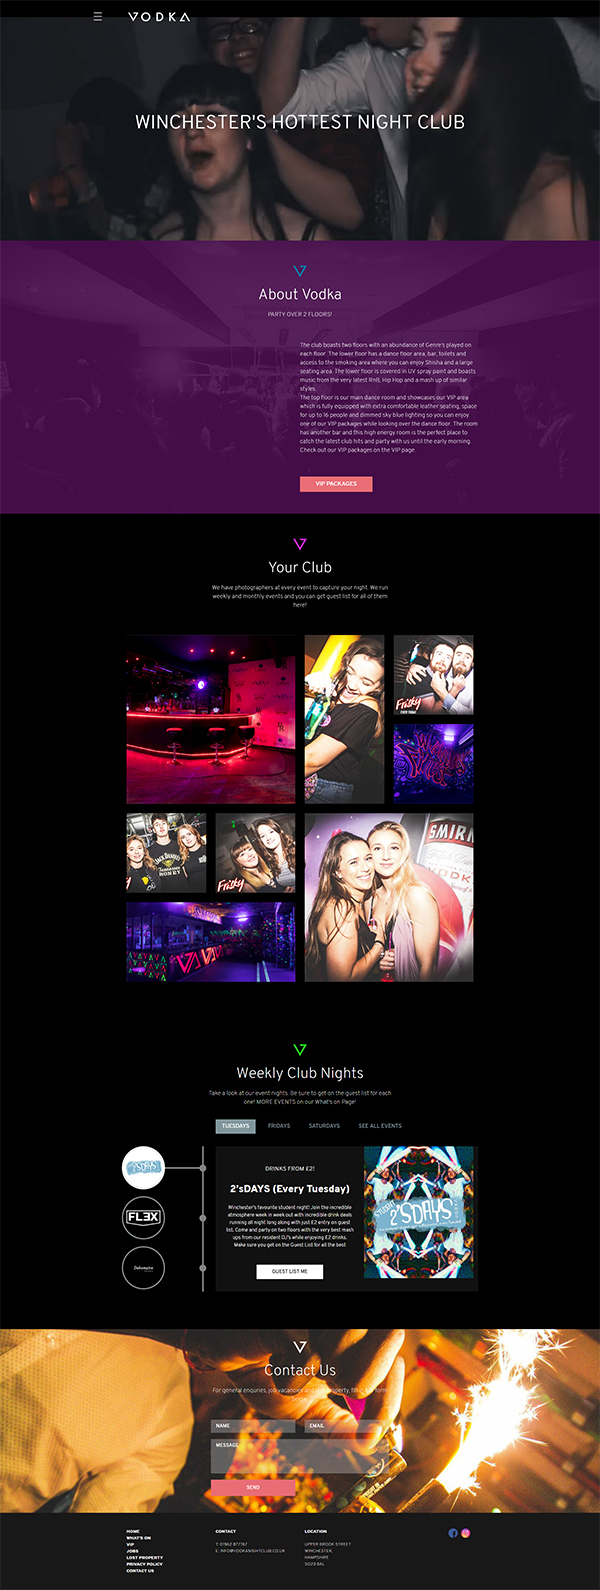 VODKA
WINCHESTER'S HOTTEST NIGHT CLUB
About Vodka
PARTY OVER 2 FLOORS!
The club boasts two floors with an abundance of Genre's played on
each floor. The lower floor has a dance floor area, bar, toilets and
access to the smoking area where you can enjoy Shisha and a large
seating area. The lower floor is covered in UV spray paint and boasts
music from the very latest RnB, Hip Hop and a mash up of similar
styles.
The top floor is our main dance room and showcases our VIP area
which is fully equipped with extra comfortable leather seating, space
for up to 16 people and dimmed sky blue lighting so you can enjoy
one of our VIP packages while looking over the dance floor. The room
has another bar and this high energy room is the perfect place to
catch the latest club hits and party with us until the early morning.
Check out our VIP packages on the VIP page.
VIP PACKAGES
Your Club
We have photographers at every event to capture your night. We run
weekly and monthly events and you can get guest list for all of them
here!
Frisky
JACK DANIEL'S
Tennessee
HONEY
Frisky
SMIRN
VODK
Weekly Club Nights
Take a look at our event nights. Be sure to get on the guest list for each
one! MORE EVENTS on our What's on Page!
TUESDAYS FRIDAYS SATURDAYS SEE ALL EVENTS
2'SDAYS
FLEX
DRINKS FROM £2!
2'sDAYS (Every Tuesday)
Winchester's favourite student night! Join the incredible
atmosphere week in week out with incredible drink deals
running all night long along with just £2 entry on guest
list. Come and party on two floors with the very best mash
ups from our resident DJ's while enjoying £2 drinks.
Make sure you get on the Guest List for all the best
GUEST LIST ME
2'SDAYS
Contact Us
For general enquiries, job vacancies and property, fill form
NAME
EMAIL
MESSAGE
SEND
HOME
WHAT'S ON
VIP
JOBS
LOST PROPERTY
PRIVACY POLICY
CONTACT US
CONTACT
T: 01962 877767
E: INFO@VODKANIGHTCLUB.CO.UK
LOCATION
UPPER BROOK STREET
WINCHESTER,
HAMPSHIRE
SO23 8AL